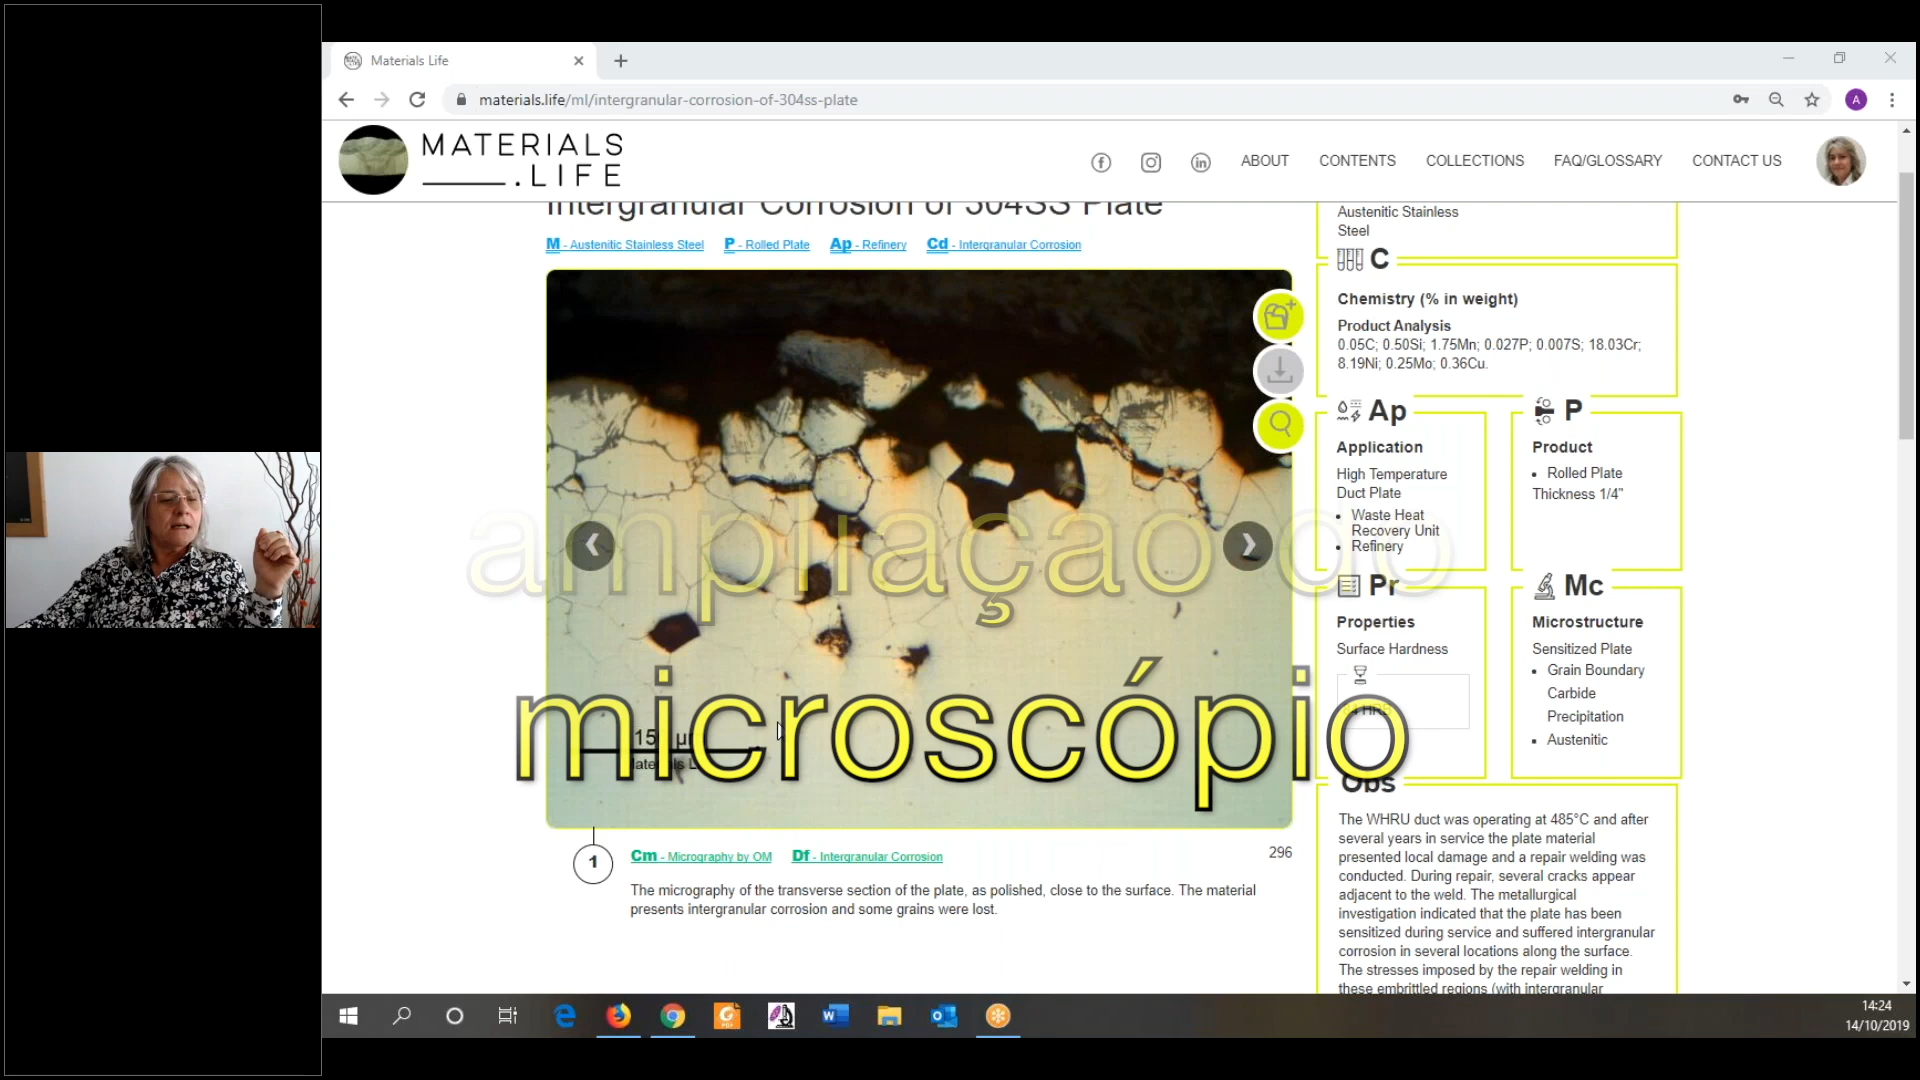 Materials Life
materials.life/ml/intergranular-corrosion-of-304ss-plate
A
MATERIALS
.LIFE
ABOUT
CONTENTS
COLLECTIONS
FAQ/GLOSSARY
CONTACT US
Intergranular Corrosion of 304SS Plate
M - Austenitic Stainless Steel
P - Rolled Plate
Ap - Refinery
Cd - Intergranular Corrosion
ampliação do
microscópio
1
Cm - Micrography by OM
Df - Intergranular Corrosion
296
The micrography of the transverse section of the plate, as polished, close to the surface. The material
presents intergranular corrosion and some grains were lost.
Austenitic Stainless
Steel
C
Chemistry (% in weight)
Product Analysis
0.05C; 0.50Si; 1.75Mn; 0.027P; 0.007S; 18.03Cr;
8.19Ni; 0.25Mo; 0.36Cu.
Ap
Application
High Temperature
Duct Plate
• Waste Heat
Recovery Unit
• Refinery
P
Product
• Rolled Plate
Thickness 1/4"
Pr
Properties
Surface Hardness
Mc
Microstructure
Sensitized Plate
• Grain Boundary
Carbide
Precipitation
• Austenitic
Obs
The WHRU duct was operating at 485°C and after
several years in service the plate material
presented local damage and a repair welding was
conducted. During repair, several cracks appear
adjacent to the weld. The metallurgical
investigation indicated that the plate has been
sensitized during service and suffered intergranular
corrosion in several locations along the surface.
The stresses imposed by the repair welding in
these embrittled regions (with intergranular
14:24
14/10/2019